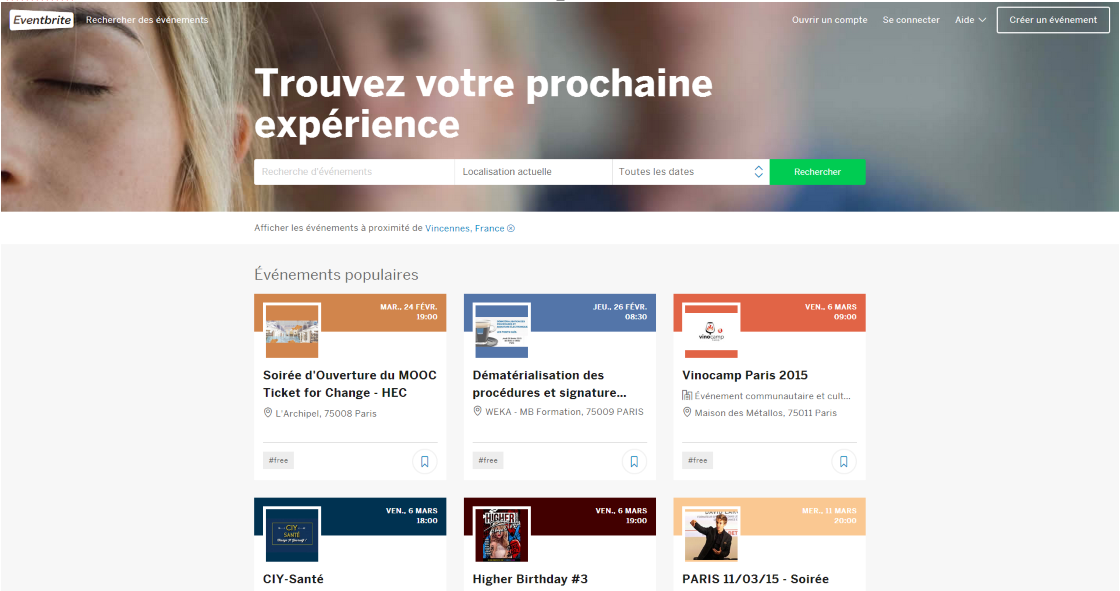 Eventbrite
Rechercher des événements
Ouvrir un compte
Se connecter
Aide
Créer un événement
Trouvez votre prochaine
expérience
Recherche d'événements
Localisation actuelle
Toutes les dates
Rechercher
Afficher les événements à proximité de Vincennes, France
Événements populaires
MAR., 24 FÉVR.
19:00
Soirée d'Ouverture du MOOC
Ticket for Change - HEC
L'Archipel, 75008 Paris
#free
JEU., 26 FÉVR.
08:30
Dématérialisation des
procédures et signature...
WEKA - MB Formation, 75009 PARIS
#free
VEN., 6 MARS
09:00
vinocamp
Vinocamp Paris 2015
Événement communautaire et cult...
Maison des Métallos, 75011 Paris
#free
VEN., 6 MARS
18:00
CIY
SANTÉ
CIY-Santé
VEN., 6 MARS
19:00
HIGHER
Higher Birthday #3
MER., 11 MARS
20:00
PARIS 11/03/15 - Soirée